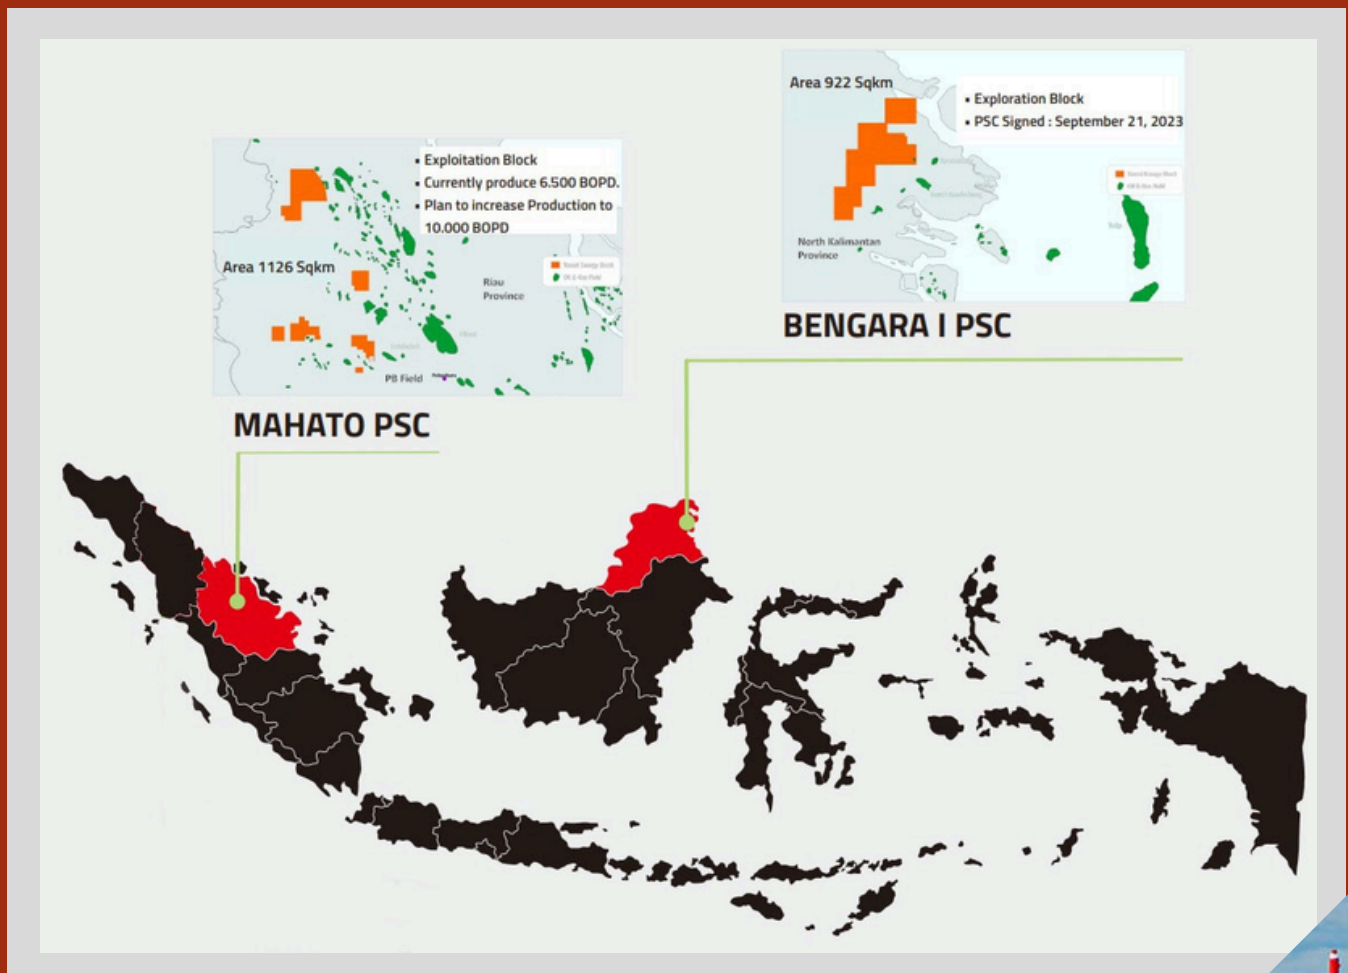 Area 922 Sqkm
▪ Exploration Block
▪ PSC Signed : September 21, 2023
North Kalimantan
Province
BENGARA I PSC
▪ Exploitation Block
▪ Currently produce 6.500 BOPD.
▪ Plan to increase Production to
10.000 BOPD
Area 1126 Sqkm
Riau
Province
PB Field
MAHATO PSC